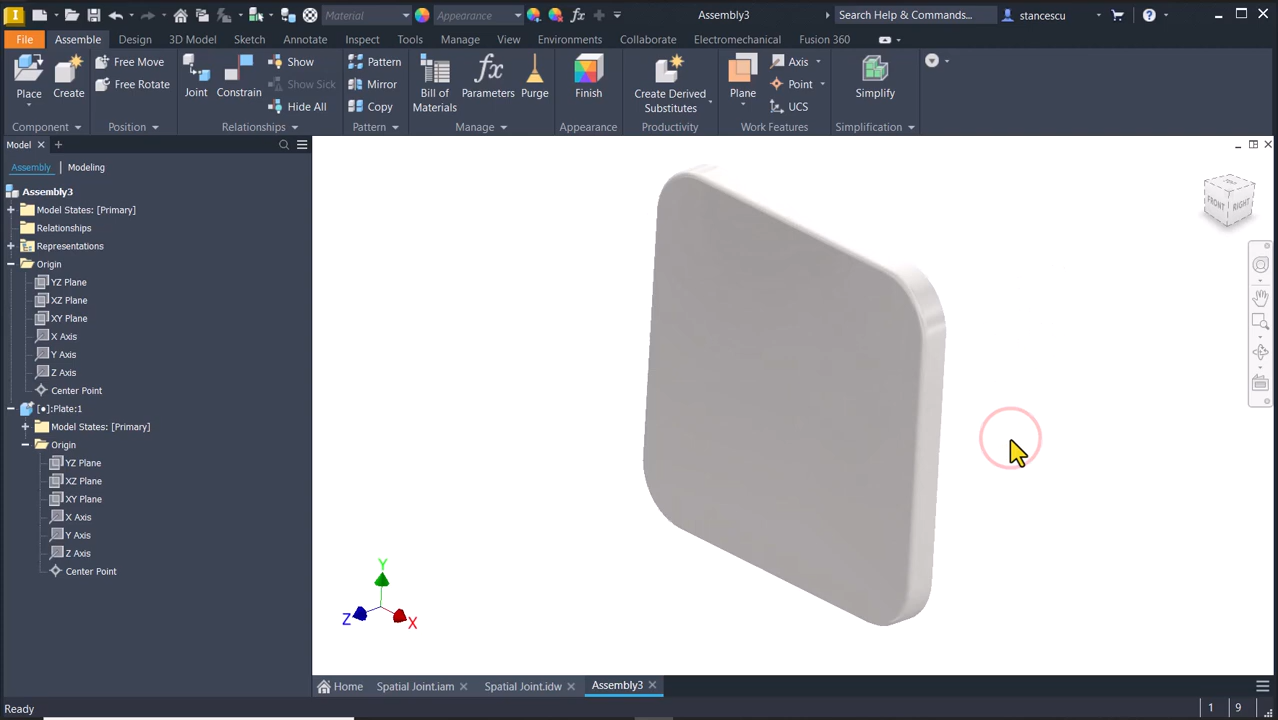 Material
Appearance
Assembly3
Search Help & Commands...
stancescu
File
Assemble
Design
3D Model
Sketch
Annotate
Inspect
Tools
Manage
View
Environments
Collaborate
Electromechanical
Fusion 360
Place
Create
Free Move
Free Rotate
Joint
Constrain
Show
Show Sick
Hide All
Pattern
Mirror
Copy
Bill of
Materials
Parameters
Purge
Finish
Create Derived
Substitutes
Plane
Axis
Point
UCS
Simplify
Component
Position
Relationships
Pattern
Manage
Appearance
Productivity
Work Features
Simplification
Model
Assembly
Modeling
Assembly3
Model States: [Primary]
Relationships
Representations
Origin
YZ Plane
XZ Plane
XY Plane
X Axis
Y Axis
Z Axis
Center Point
[●]:Plate:1
Model States: [Primary]
Origin
YZ Plane
XZ Plane
XY Plane
X Axis
Y Axis
Z Axis
Center Point
FRONT
RIGHT
Y
Z
X
Home
Spatial Joint.iam
Spatial Joint.idw
Assembly3
Ready
1
9